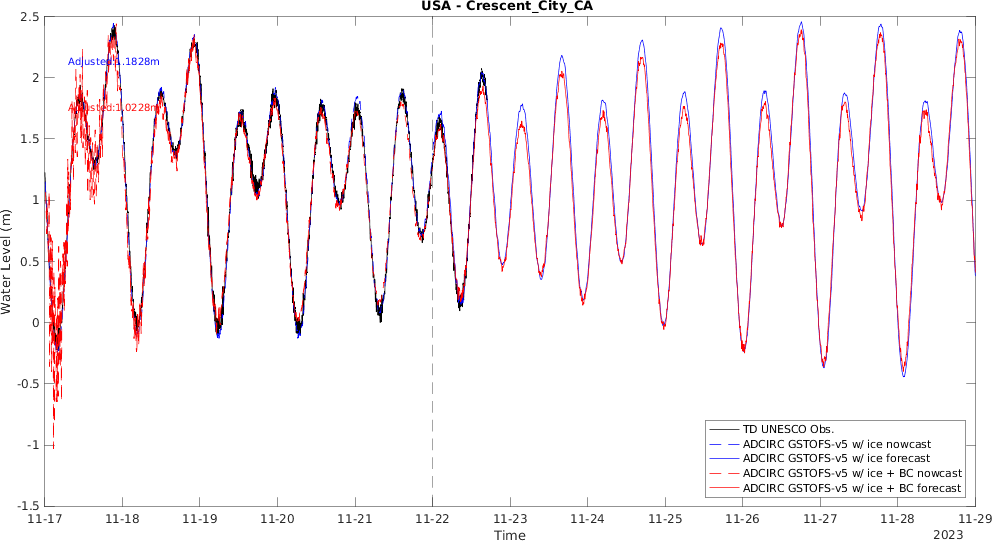 USA - Crescent_City_CA
2.5
2
1.5
1
0.5
0
-0.5
-1
-1.5
Water Level (m)
Adjusted:1.1828m
Adjusted:1.0228m
TD UNESCO Obs.
ADCIRC GSTOFS-v5 w/ ice nowcast
ADCIRC GSTOFS-v5 w/ ice forecast
ADCIRC GSTOFS-v5 w/ ice + BC nowcast
ADCIRC GSTOFS-v5 w/ ice + BC forecast
11-17 11-18 11-19 11-20 11-21 11-22 11-23 11-24 11-25 11-26 11-27 11-28 11-29
Time
2023